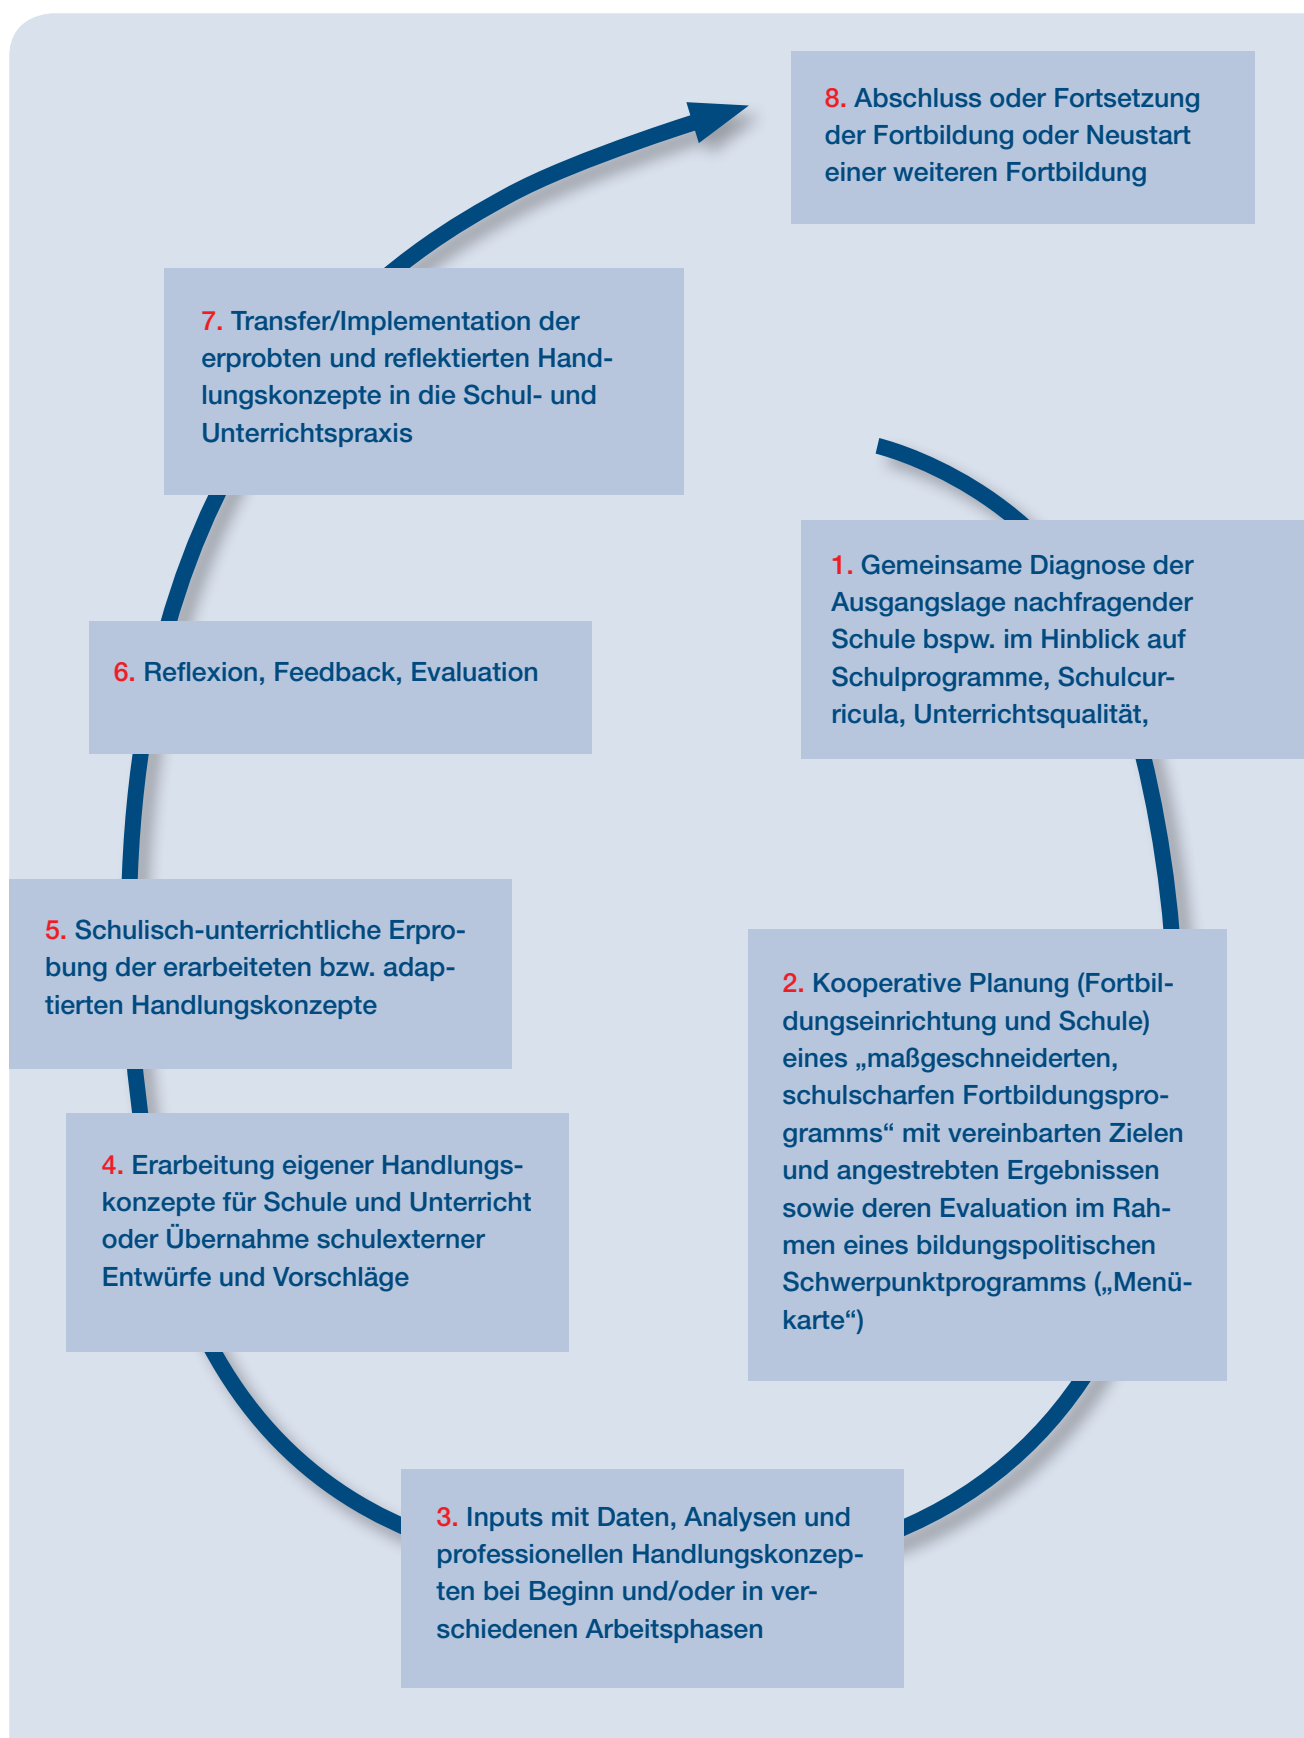 8. Abschluss oder Fortsetzung
der Fortbildung oder Neustart
einer weiteren Fortbildung
7. Transfer/Implementation der
erprobten und reflektierten Hand-
lungskonzepte in die Schul- und
Unterrichtspraxis
1. Gemeinsame Diagnose der
Ausgangslage nachfragender
Schule bspw. im Hinblick auf
Schulprogramme, Schulcur-
ricula, Unterrichtsqualität,
6. Reflexion, Feedback, Evaluation
5. Schulisch-unterrichtliche Erpro-
bung der erarbeiteten bzw. adap-
tierten Handlungskonzepte
2. Kooperative Planung (Fortbil-
dungseinrichtung und Schule)
eines „maßgeschneiderten,
schulscharfen Fortbildungspro-
gramms“ mit vereinbarten Zielen
und angestrebten Ergebnissen
sowie deren Evaluation im Rah-
men eines bildungspolitischen
Schwerpunktprogramms („Menü-
karte“)
4. Erarbeitung eigener Handlungs-
konzepte für Schule und Unterricht
oder Übernahme schulexterner
Entwürfe und Vorschläge
3. Inputs mit Daten, Analysen und
professionellen Handlungskonzep-
ten bei Beginn und/oder in ver-
schiedenen Arbeitsphasen